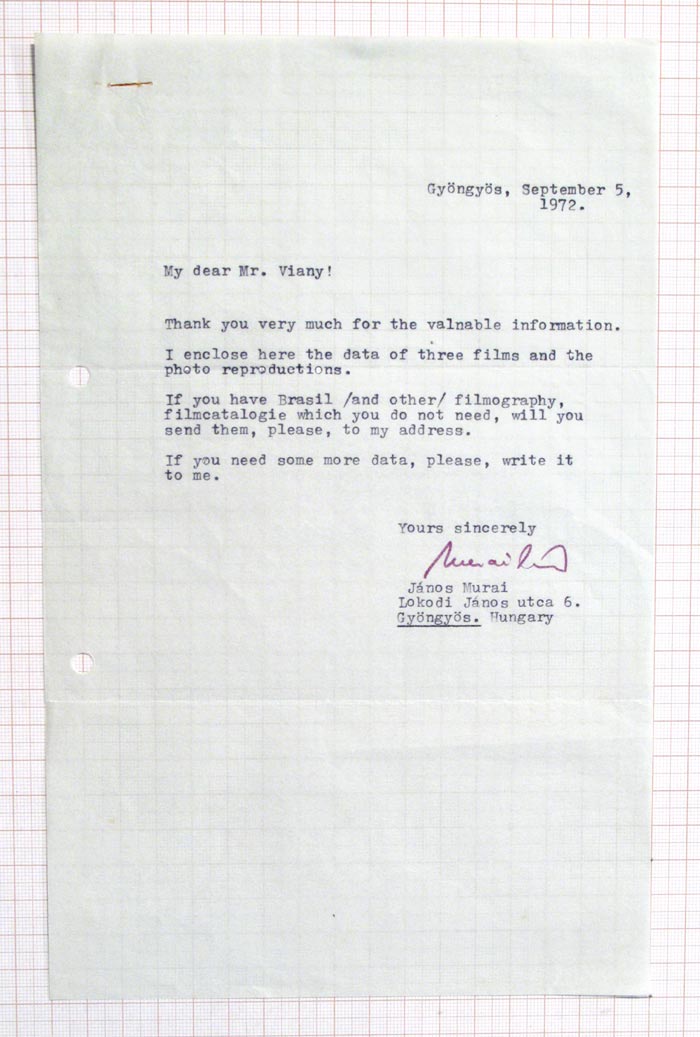 Gyöngyös, September 5,
1972.
My dear Mr. Viany!
Thank you very much for the valnable information.
I enclose here the data of three films and the
photo reproductions.
If you have Brasil /and other/ filmography,
filmcatalogie which you do not need, will you
send them, please, to my address.
If you need some more data, please, write it
to me.
Yours sincerely
János Murai
Lokodi János utca 6.
Gyöngyös. Hungary